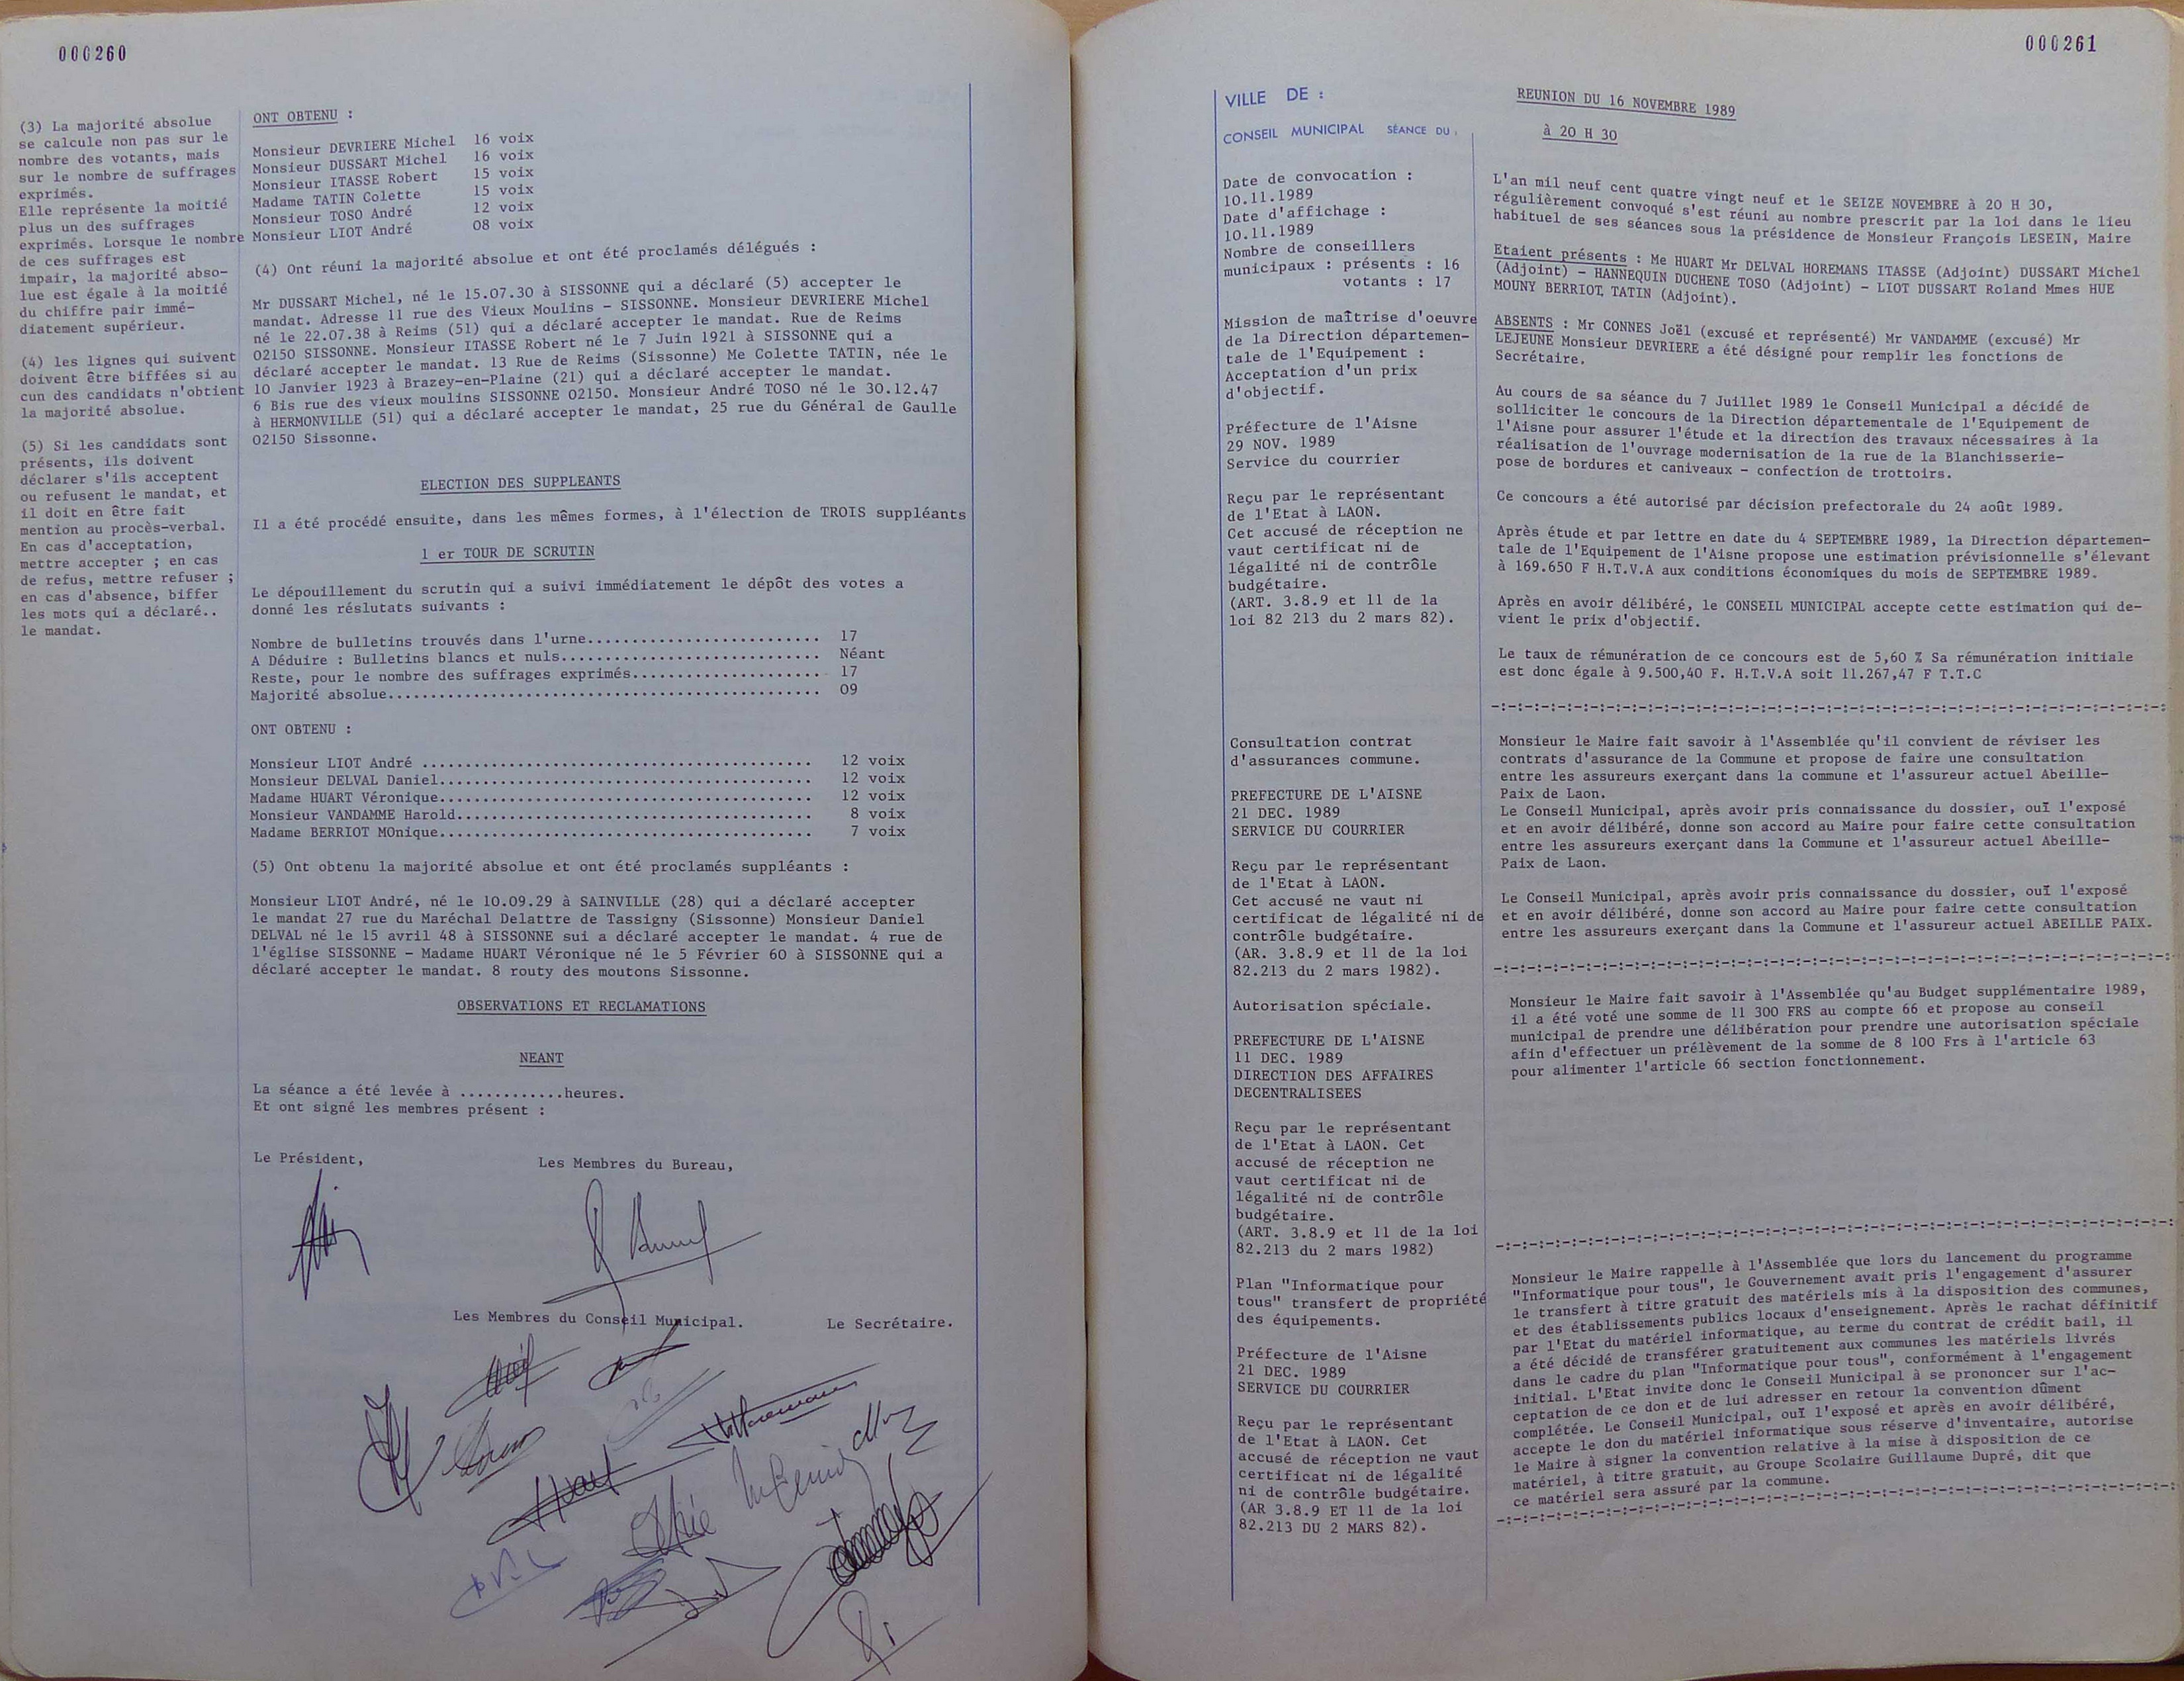 000260
(3) La majorité absolue
se calcule non pas sur le
nombre des votants, mais
sur le nombre de suffrages
exprimés.
Elle représente la moitié
plus un des suffrages
exprimés. Lorsque le nombre
de ces suffrages est
impair, la majorité abso-
lue est égale à la moitié
du chiffre pair immé-
diatement supérieur.
(4) les lignes qui suivent
doivent être biffées si au
cun des candidats n'obtient
la majorité absolue.
(5) Si les candidats sont
présents, ils doivent
déclarer s'ils acceptent
ou refusent le mandat, et
il doit en être fait
mention au procès-verbal.
En cas d'acceptation,
mettre accepter ; en cas
de refus, mettre refuser ;
en cas d'absence, biffer
les mots qui a déclaré..
le mandat.
ONT OBTENU :
Monsieur DEVRIERE Michel 16 voix
Monsieur DUSSART Michel 16 voix
Monsieur ITASSE Robert 15 voix
Madame TATIN Colette 15 voix
Monsieur TOSO André 12 voix
Monsieur LIOT André 08 voix
(4) Ont réuni la majorité absolue et ont été proclamés délégués :
Mr DUSSART Michel, né le 15.07.30 à SISSONNE qui a déclaré (5) accepter le
mandat. Adresse 11 rue des Vieux Moulins - SISSONNE. Monsieur DEVRIERE Michel
né le 22.07.38 à Reims (51) qui a déclaré accepter le mandat. Rue de Reims
02150 SISSONNE. Monsieur ITASSE Robert né le 7 Juin 1921 à SISSONNE qui a
déclaré accepter le mandat. 13 Rue de Reims (Sissonne) Me Colette TATIN, née le
10 Janvier 1923 à Brazey-en-Plaine (21) qui a déclaré accepter le mandat.
6 Bis rue des vieux moulins SISSONNE 02150. Monsieur André TOSO né le 30.12.47
à HERMONVILLE (51) qui a déclaré accepter le mandat, 25 rue du Général de Gaulle
02150 Sissonne.
ELECTION DES SUPPLEANTS
Il a été procédé ensuite, dans les mêmes formes, à l'élection de TROIS suppléants
1 er TOUR DE SCRUTIN
Le dépouillement du scrutin qui a suivi immédiatement le dépôt des votes a
donné les réslutats suivants :
Nombre de bulletins trouvés dans l'urne.......................... 17
A Déduire : Bulletins blancs et nuls............................. Néant
Reste, pour le nombre des suffrages exprimés..................... 17
Majorité absolue................................................. 09
ONT OBTENU :
Monsieur LIOT André ............................................ 12 voix
Monsieur DELVAL Daniel.......................................... 12 voix
Madame HUART Véronique.......................................... 12 voix
Monsieur VANDAMME Harold........................................ 8 voix
Madame BERRIOT MOnique.......................................... 7 voix
(5) Ont obtenu la majorité absolue et ont été proclamés suppléants :
Monsieur LIOT André, né le 10.09.29 à SAINVILLE (28) qui a déclaré accepter
le mandat 27 rue du Maréchal Delattre de Tassigny (Sissonne) Monsieur Daniel
DELVAL né le 15 avril 48 à SISSONNE sui a déclaré accepter le mandat. 4 rue de
l'église SISSONNE - Madame HUART Véronique né le 5 Février 60 à SISSONNE qui a
déclaré accepter le mandat. 8 routy des moutons Sissonne.
OBSERVATIONS ET RECLAMATIONS
NEANT
La séance a été levée à ............heures.
Et ont signé les membres présent :
Le Président,
Les Membres du Bureau,
Les Membres du Conseil Municipal.
Le Secrétaire.
000261
VILLE DE :
CONSEIL MUNICIPAL SÉANCE DU :
Date de convocation :
10.11.1989
Date d'affichage :
10.11.1989
Nombre de conseillers
municipaux : présents : 16
votants : 17
Mission de maîtrise d'oeuvre
de la Direction départemen-
tale de l'Equipement :
Acceptation d'un prix
d'objectif.
Préfecture de l'Aisne
29 NOV. 1989
Service du courrier
Reçu par le représentant
de l'Etat à LAON.
Cet accusé de réception ne
vaut certificat ni de
légalité ni de contrôle
budgétaire.
(ART. 3.8.9 et 11 de la
loi 82 213 du 2 mars 82).
REUNION DU 16 NOVEMBRE 1989
à 20 H 30
L'an mil neuf cent quatre vingt neuf et le SEIZE NOVEMBRE à 20 H 30,
régulièrement convoqué s'est réuni au nombre prescrit par la loi dans le lieu
habituel de ses séances sous la présidence de Monsieur François LESEIN, Maire
Etaient présents : Me HUART Mr DELVAL HOREMANS ITASSE (Adjoint) DUSSART Michel
(Adjoint) - HANNEQUIN DUCHENE TOSO (Adjoint) - LIOT DUSSART Roland Mmes HUE
MOUNY BERRIOT, TATIN (Adjoint).
ABSENTS : Mr CONNES Joël (excusé et représenté) Mr VANDAMME (excusé) Mr
LEJEUNE Monsieur DEVRIERE a été désigné pour remplir les fonctions de
Secrétaire.
Au cours de sa séance du 7 Juillet 1989 le Conseil Municipal a décidé de
solliciter le concours de la Direction départementale de l'Equipement de
l'Aisne pour assurer l'étude et la direction des travaux nécessaires à la
réalisation de l'ouvrage modernisation de la rue de la Blanchisserie-
pose de bordures et caniveaux - confection de trottoirs.
Ce concours a été autorisé par décision prefectorale du 24 août 1989.
Après étude et par lettre en date du 4 SEPTEMBRE 1989, la Direction départemen-
tale de l'Equipement de l'Aisne propose une estimation prévisionnelle s'élevant
à 169.650 F H.T.V.A aux conditions économiques du mois de SEPTEMBRE 1989.
Après en avoir délibéré, le CONSEIL MUNICIPAL accepte cette estimation qui de-
vient le prix d'objectif.
Le taux de rémunération de ce concours est de 5,60 % Sa rémunération initiale
est donc égale à 9.500,40 F. H.T.V.A soit 11.267,47 F T.T.C
-:-:-:-:-:-:-:-:-:-:-:-:-:-:-:-:-:-:-:-:-:-:-:-:-:-:-:-:-:-:-:-:-:-:-:-:-:-:-:-:
Consultation contrat
d'assurances commune.
PREFECTURE DE L'AISNE
21 DEC. 1989
SERVICE DU COURRIER
Reçu par le représentant
de l'Etat à LAON.
Cet accusé ne vaut ni
certificat de légalité ni de
contrôle budgétaire.
(AR. 3.8.9 et 11 de la loi
82.213 du 2 mars 1982).
Monsieur le Maire fait savoir à l'Assemblée qu'il convient de réviser les
contrats d'assurance de la Commune et propose de faire une consultation
entre les assureurs exerçant dans la commune et l'assureur actuel Abeille-
Paix de Laon.
Le Conseil Municipal, après avoir pris connaissance du dossier, ouï l'exposé
et en avoir délibéré, donne son accord au Maire pour faire cette consultation
entre les assureurs exerçant dans la Commune et l'assureur actuel Abeille-
Paix de Laon.
Le Conseil Municipal, après avoir pris connaissance du dossier, ouï l'exposé
et en avoir délibéré, donne son accord au Maire pour faire cette consultation
entre les assureurs exerçant dans la Commune et l'assureur actuel ABEILLE PAIX.
-:-:-:-:-:-:-:-:-:-:-:-:-:-:-:-:-:-:-:-:-:-:-:-:-:-:-:-:-:-:-:-:-:-:-:-:-:-:-:-:
Autorisation spéciale.
PREFECTURE DE L'AISNE
11 DEC. 1989
DIRECTION DES AFFAIRES
DECENTRALISEES
Reçu par le représentant
de l'Etat à LAON. Cet
accusé de réception ne
vaut certificat ni de
légalité ni de contrôle
budgétaire.
(ART. 3.8.9 et 11 de la loi
82.213 du 2 mars 1982)
Monsieur le Maire fait savoir à l'Assemblée qu'au Budget supplémentaire 1989,
il a été voté une somme de 11 300 FRS au compte 66 et propose au conseil
municipal de prendre une délibération pour prendre une autorisation spéciale
afin d'effectuer un prélèvement de la somme de 8 100 Frs à l'article 63
pour alimenter l'article 66 section fonctionnement.
-:-:-:-:-:-:-:-:-:-:-:-:-:-:-:-:-:-:-:-:-:-:-:-:-:-:-:-:-:-:-:-:-:-:-:-:-:-:-:-:
Plan "Informatique pour
tous" transfert de propriété
des équipements.
Préfecture de l'Aisne
21 DEC. 1989
SERVICE DU COURRIER
Reçu par le représentant
de l'Etat à LAON. Cet
accusé de réception ne vaut
certificat ni de légalité
ni de contrôle budgétaire.
(AR 3.8.9 ET 11 de la loi
82.213 DU 2 MARS 82).
Monsieur le Maire rappelle à l'Assemblée que lors du lancement du programme
"Informatique pour tous", le Gouvernement avait pris l'engagement d'assurer
le transfert à titre gratuit des matériels mis à la disposition des communes,
et des établissements publics locaux d'enseignement. Après le rachat définitif
par l'Etat du matériel informatique, au terme du contrat de crédit bail, il
a été décidé de transférer gratuitement aux communes les matériels livrés
dans le cadre du plan "Informatique pour tous", conformément à l'engagement
initial. L'Etat invite donc le Conseil Municipal à se prononcer sur l'ac-
ceptation de ce don et de lui adresser en retour la convention dûment
complétée. Le Conseil Municipal, ouï l'exposé et après en avoir délibéré,
accepte le don du matériel informatique sous réserve d'inventaire, autorise
le Maire à signer la convention relative à la mise à disposition de ce
matériel, à titre gratuit, au Groupe Scolaire Guillaume Dupré, dit que
ce matériel sera assuré par la commune.
-:-:-:-:-:-:-:-:-:-:-:-:-:-:-:-:-:-:-:-:-:-:-:-:-:-:-:-:-:-:-:-:-:-:-:-:-:-:-:-: